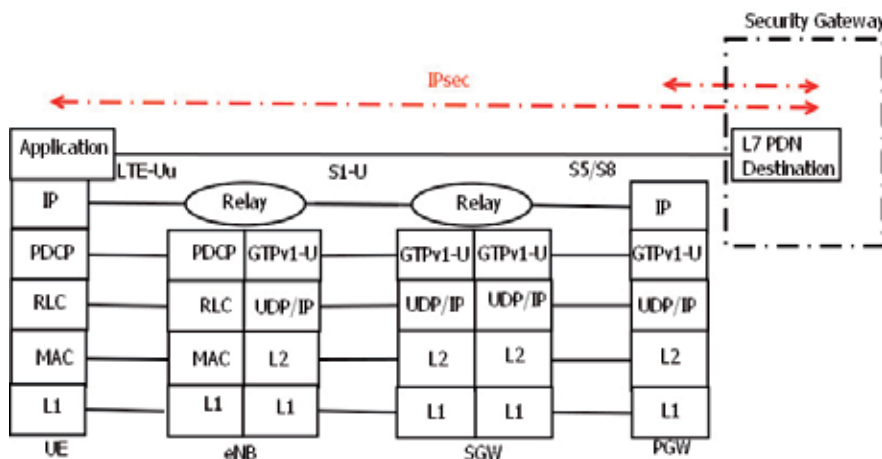 Security Gateway
IPsec
Application
L7 PDN
Destination
LTE-Uu
S1-U
S5/S8
IP
Relay
Relay
IP
PDCP
PDCP
GTPv1-U
GTPv1-U
GTPv1-U
GTPv1-U
RLC
RLC
UDP/IP
UDP/IP
UDP/IP
UDP/IP
MAC
MAC
L2
L2
L2
L2
L1
L1
L1
L1
L1
L1
UE
eNB
SGW
PGW